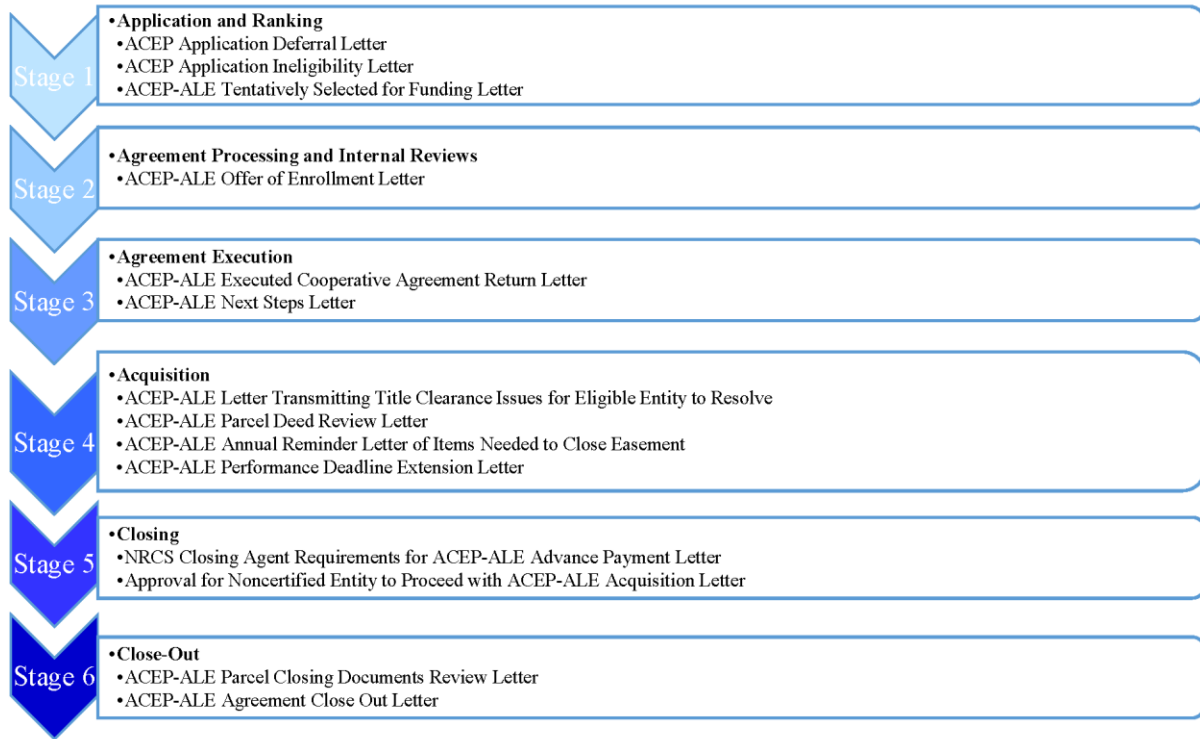 Stage 1
•Application and Ranking
•ACEP Application Deferral Letter
•ACEP Application Ineligibility Letter
•ACEP-ALE Tentatively Selected for Funding Letter
Stage 2
•Agreement Processing and Internal Reviews
•ACEP-ALE Offer of Enrollment Letter
Stage 3
•Agreement Execution
•ACEP-ALE Executed Cooperative Agreement Return Letter
•ACEP-ALE Next Steps Letter
Stage 4
•Acquisition
•ACEP-ALE Letter Transmitting Title Clearance Issues for Eligible Entity to Resolve
•ACEP-ALE Parcel Deed Review Letter
•ACEP-ALE Annual Reminder Letter of Items Needed to Close Easement
•ACEP-ALE Performance Deadline Extension Letter
Stage 5
•Closing
•NRCS Closing Agent Requirements for ACEP-ALE Advance Payment Letter
•Approval for Noncertified Entity to Proceed with ACEP-ALE Acquisition Letter
Stage 6
•Close-Out
•ACEP-ALE Parcel Closing Documents Review Letter
•ACEP-ALE Agreement Close Out Letter